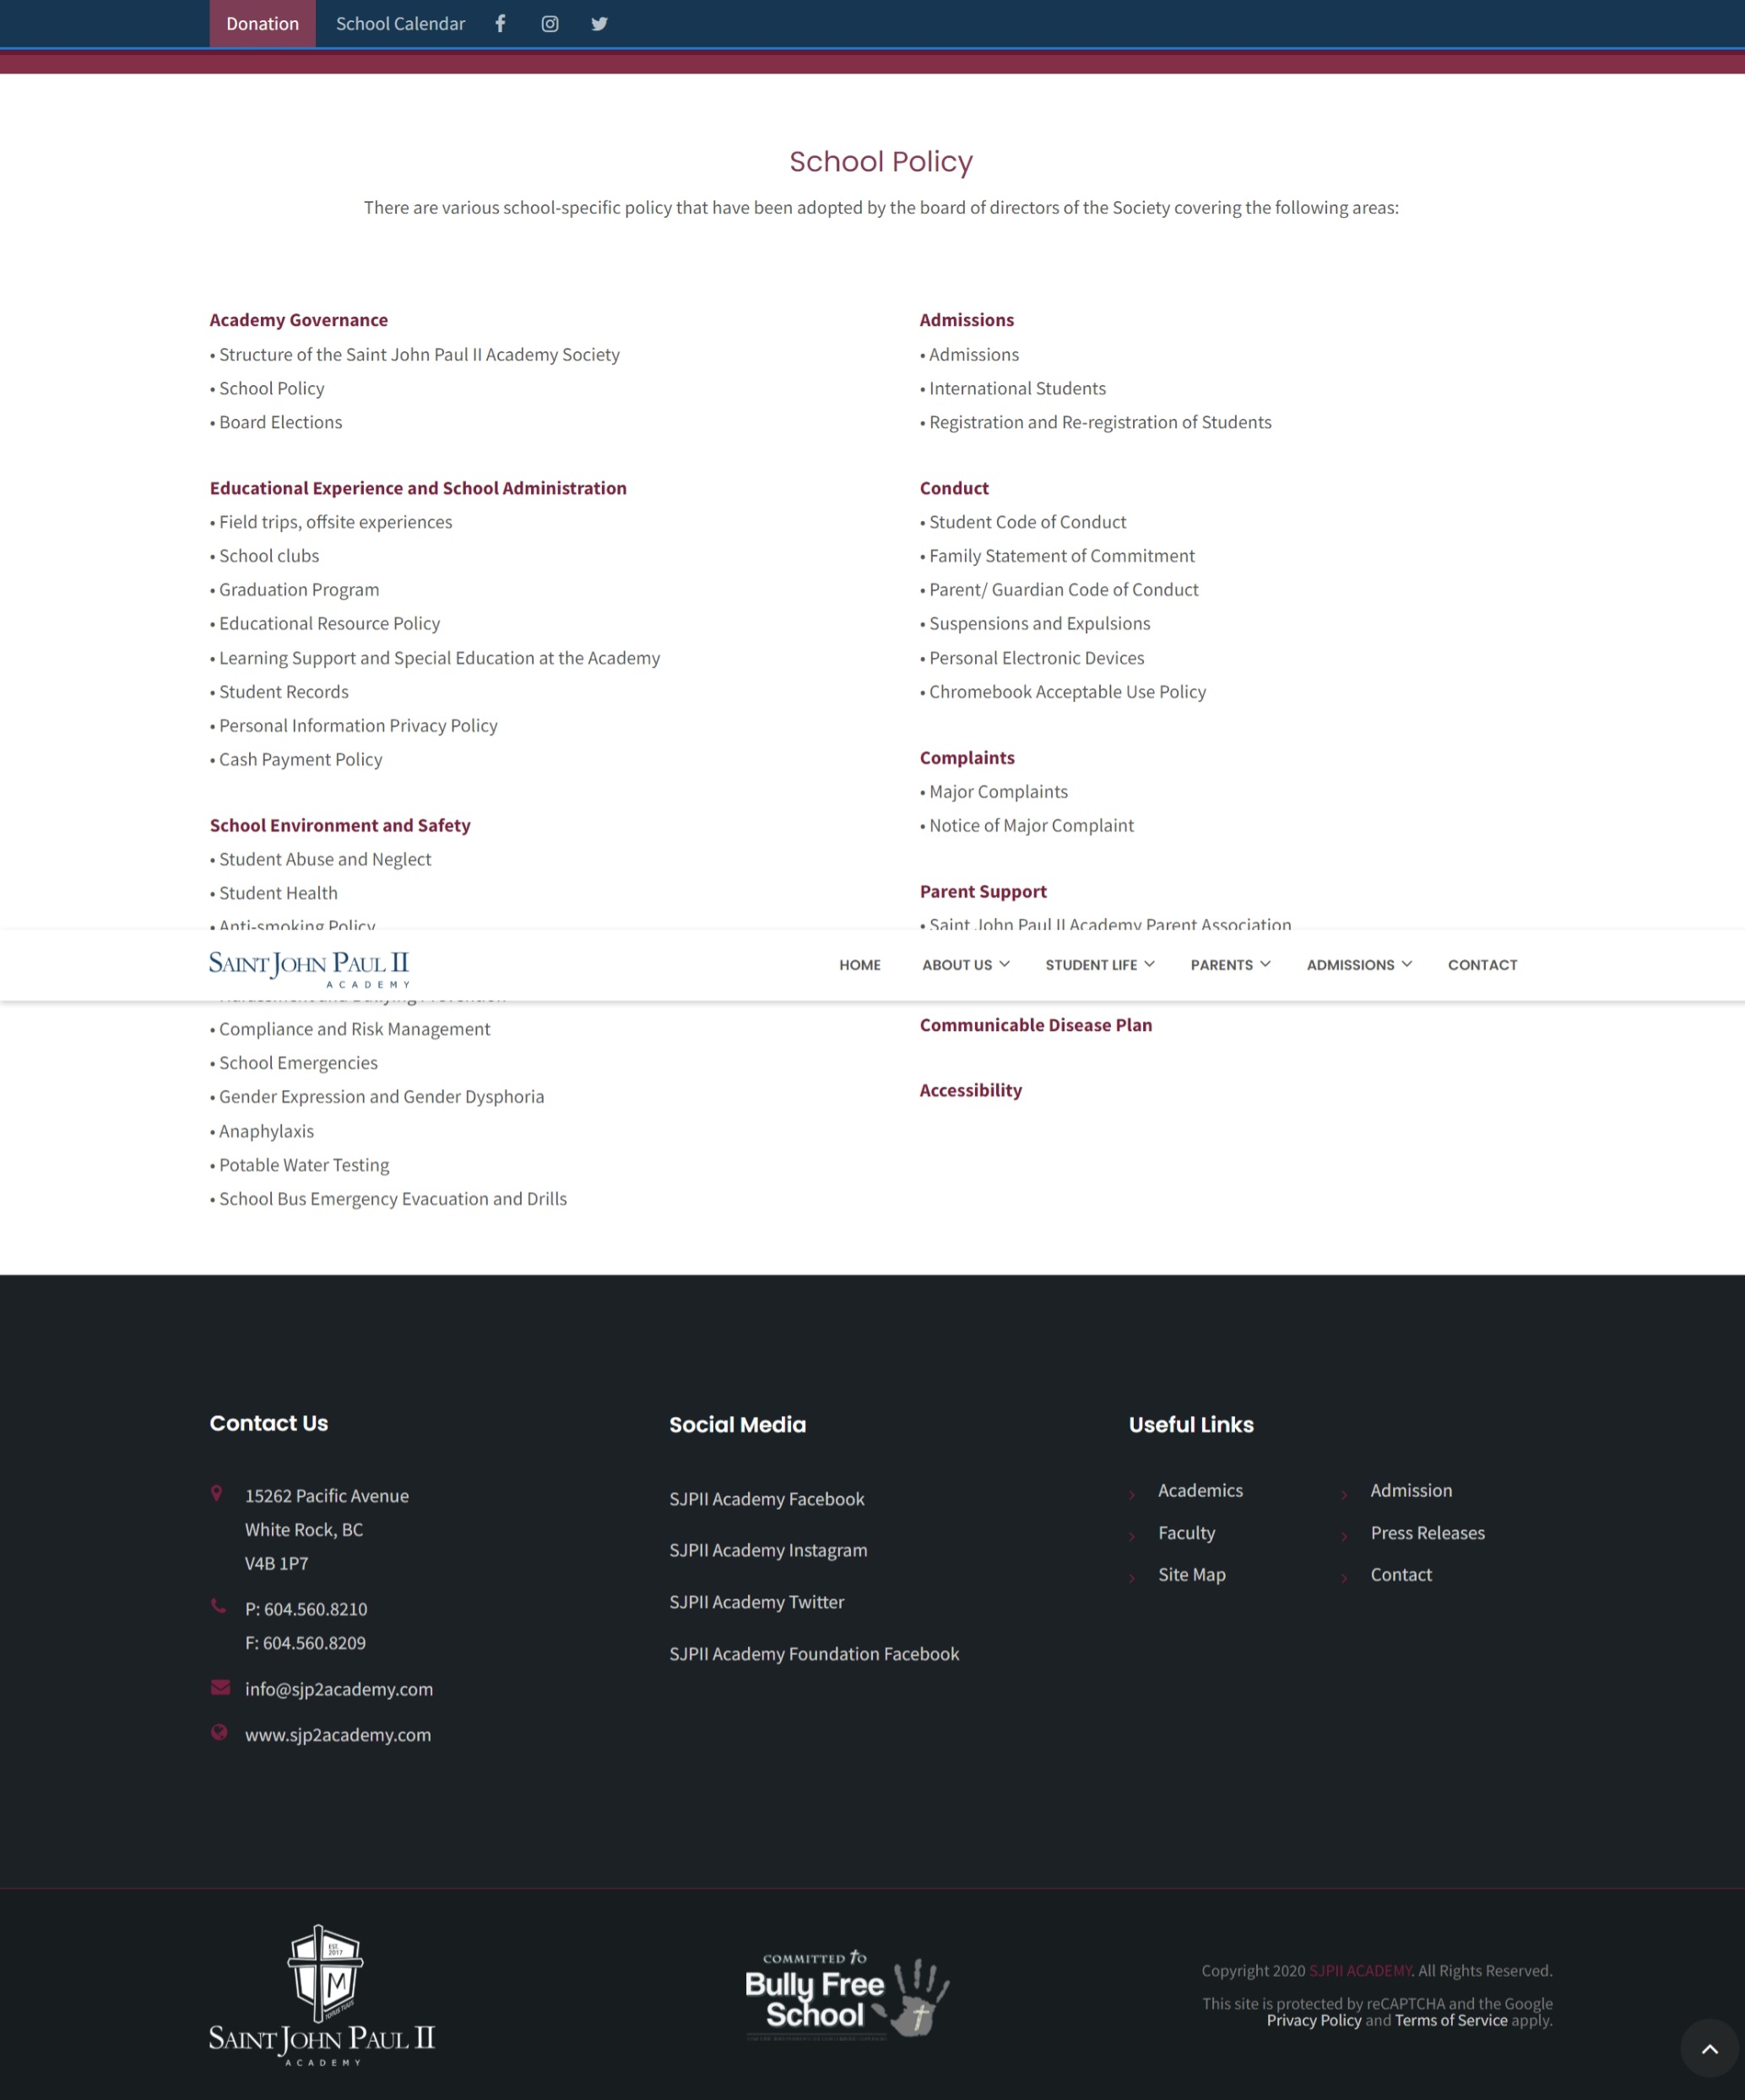 Donation School Calendar
School Policy
There are various school-specific policy that have been adopted by the board of directors of the Society covering the following areas:
Academy Governance
• Structure of the Saint John Paul II Academy Society
• School Policy
• Board Elections
Educational Experience and School Administration
• Field trips, offsite experiences
• School clubs
• Graduation Program
• Educational Resource Policy
• Learning Support and Special Education at the Academy
• Student Records
• Personal Information Privacy Policy
• Cash Payment Policy
School Environment and Safety
• Student Abuse and Neglect
• Student Health
• Anti-smoking Policy
Admissions
• Admissions
• International Students
• Registration and Re-registration of Students
Conduct
• Student Code of Conduct
• Family Statement of Commitment
• Parent/ Guardian Code of Conduct
• Suspensions and Expulsions
• Personal Electronic Devices
• Chromebook Acceptable Use Policy
Complaints
• Major Complaints
• Notice of Major Complaint
Parent Support
• Saint John Paul II Academy Parent Association
SAINT JOHN PAUL II
ACADEMY
HOME ABOUT US STUDENT LIFE PARENTS ADMISSIONS CONTACT
• Compliance and Risk Management
• School Emergencies
• Gender Expression and Gender Dysphoria
• Anaphylaxis
• Potable Water Testing
• School Bus Emergency Evacuation and Drills
Communicable Disease Plan
Accessibility
Contact Us
15262 Pacific Avenue
White Rock, BC
V4B 1P7
P: 604.560.8210
F: 604.560.8209
info@sjp2academy.com
www.sjp2academy.com
Social Media
SJPII Academy Facebook
SJPII Academy Instagram
SJPII Academy Twitter
SJPII Academy Foundation Facebook
Useful Links
Academics
Faculty
Site Map
Admission
Press Releases
Contact
EST.
2017
M
TOTUS TUUS
SAINT JOHN PAUL II
ACADEMY
COMMITTED to
Bully Free
School
Copyright 2020 SJPII ACADEMY. All Rights Reserved.
This site is protected by reCAPTCHA and the Google
Privacy Policy and Terms of Service apply.